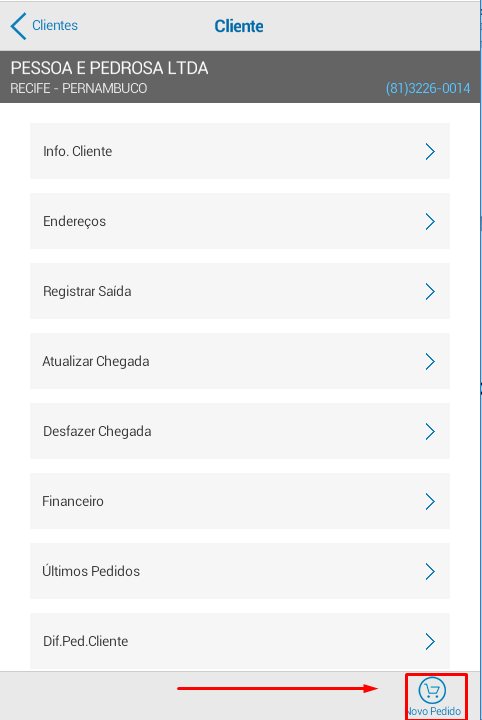 Clientes
Cliente
PESSOA E PEDROSA LTDA
RECIFE - PERNAMBUCO
(81)3226-0014
Info. Cliente
Endereços
Registrar Saída
Atualizar Chegada
Desfazer Chegada
Financeiro
Últimos Pedidos
Dif.Ped.Cliente
Novo Pedido